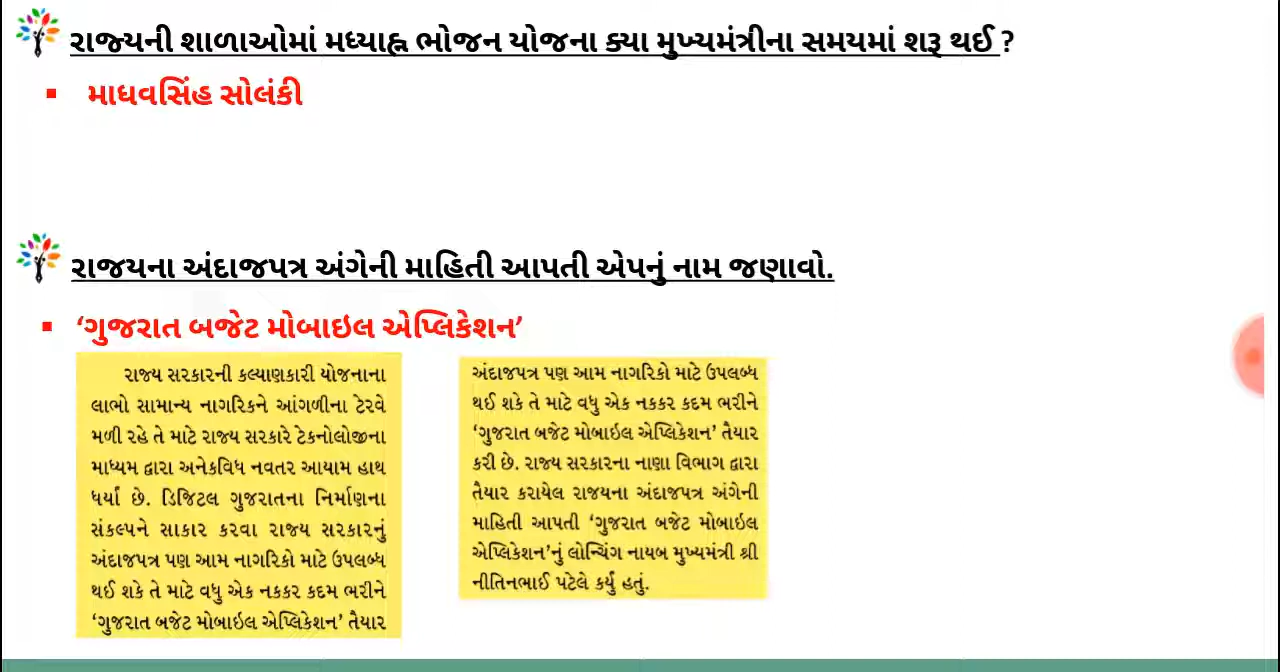 રાજ્યની શાળાઓમાં મધ્યાહ્ન ભોજન યોજના ક્યા મુખ્યમંત્રીના સમયમાં શરૂ થઈ ?
▪ માધવસિંહ સોલંકી
રાજયના અંદાજપત્ર અંગેની માહિતી આપતી એપનું નામ જણાવો.
▪ ‘ગુજરાત બજેટ મોબાઇલ એપ્લિકેશન’
રાજ્ય સરકારની કલ્યાણકારી યોજનાના
લાભો સામાન્ય નાગરિકને આંગળીના ટેરવે
મળી રહે તે માટે રાજ્ય સરકારે ટેકનોલોજીના
માધ્યમ દ્વારા અનેકવિધ નવતર આયામ હાથ
ધર્યાં છે. ડિજિટલ ગુજરાતના નિર્માણના
સંકલ્પને સાકાર કરવા રાજ્ય સરકારનું
અંદાજપત્ર પણ આમ નાગરિકો માટે ઉપલબ્ધ
થઈ શકે તે માટે વધુ એક નક્કર કદમ ભરીને
‘ગુજરાત બજેટ મોબાઇલ એપ્લિકેશન’ તૈયાર
અંદાજપત્ર પણ આમ નાગરિકો માટે ઉપલબ્ધ
થઈ શકે તે માટે વધુ એક નક્કર કદમ ભરીને
‘ગુજરાત બજેટ મોબાઇલ એપ્લિકેશન’ તૈયાર
કરી છે. રાજ્ય સરકારના નાણા વિભાગ દ્વારા
તૈયાર કરાયેલ રાજયના અંદાજપત્ર અંગેની
માહિતી આપતી ‘ગુજરાત બજેટ મોબાઇલ
એપ્લિકેશન’નું લોન્ચિંગ નાયબ મુખ્યમંત્રી શ્રી
નીતિનભાઈ પટેલે કર્યું હતું.